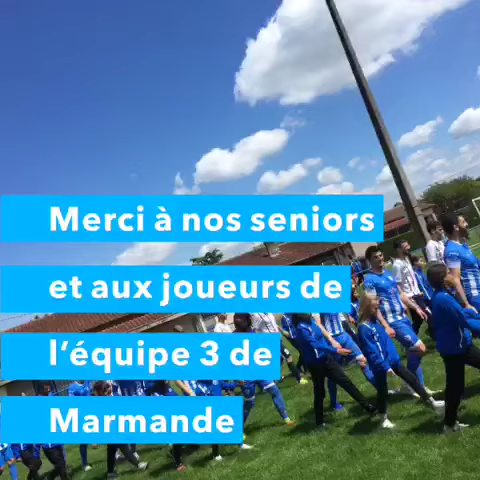 Merci à nos seniors
et aux joueurs de
l’équipe 3 de
Marmande